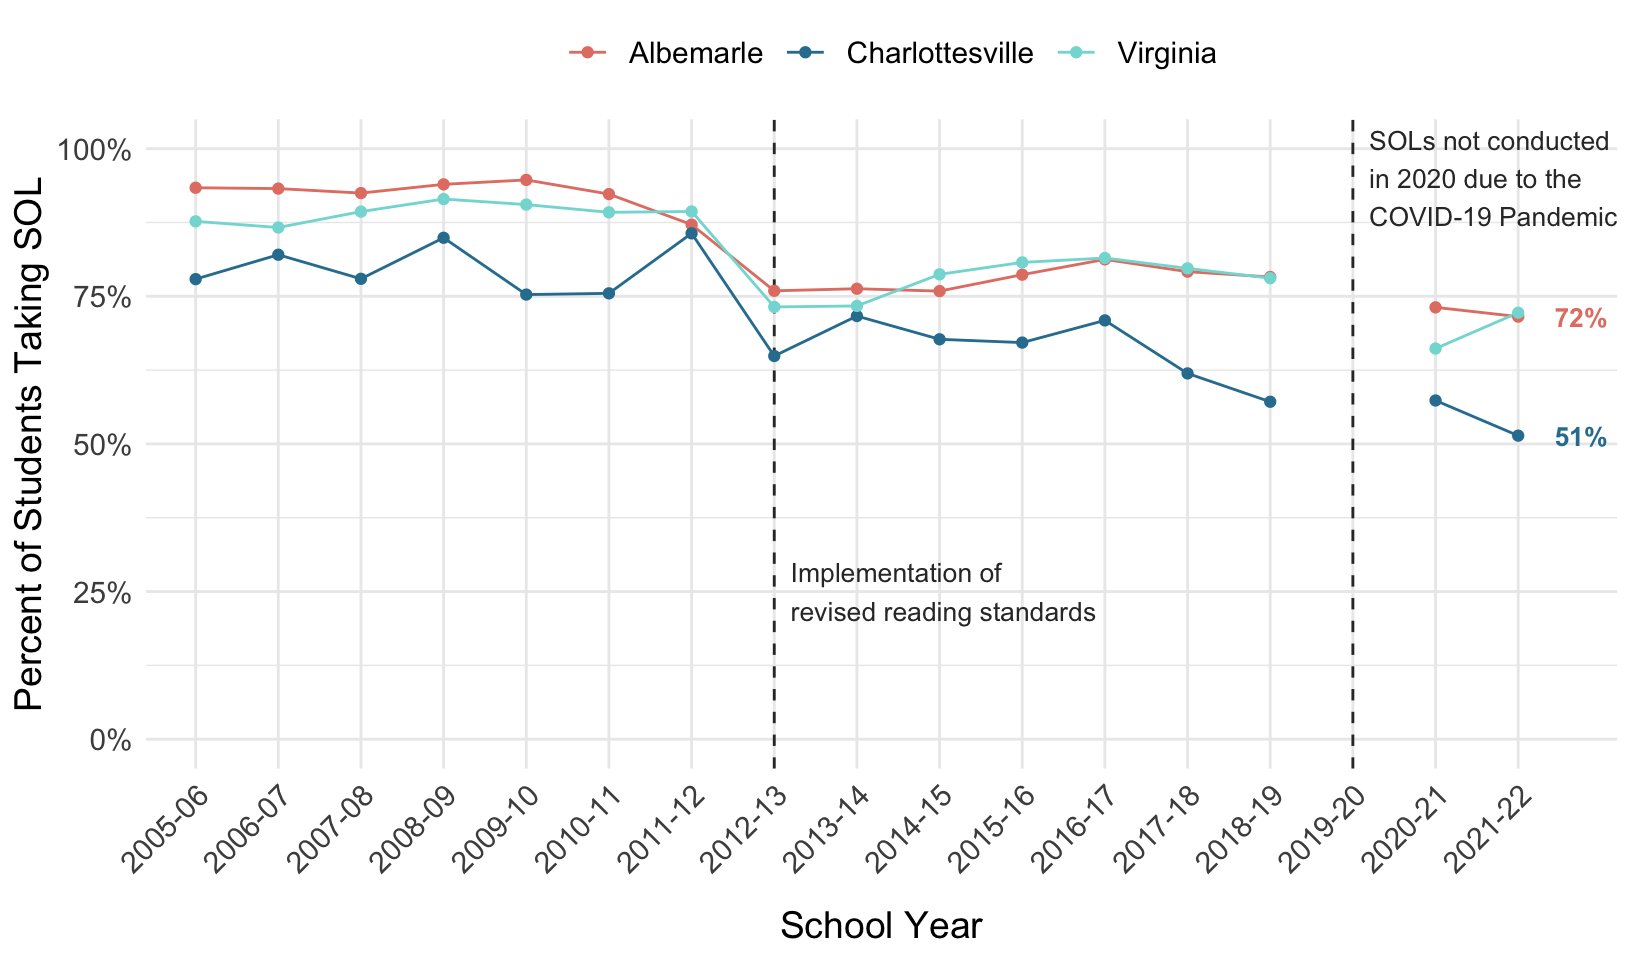 Albemarle
Charlottesville
Virginia
Percent of Students Taking SOL
100%
75%
50%
25%
0%
SOLs not conducted
in 2020 due to the
COVID-19 Pandemic
72%
51%
Implementation of
revised reading standards
2005-06
2006-07
2007-08
2008-09
2009-10
2010-11
2011-12
2012-13
2013-14
2014-15
2015-16
2016-17
2017-18
2018-19
2019-20
2020-21
2021-22
School Year